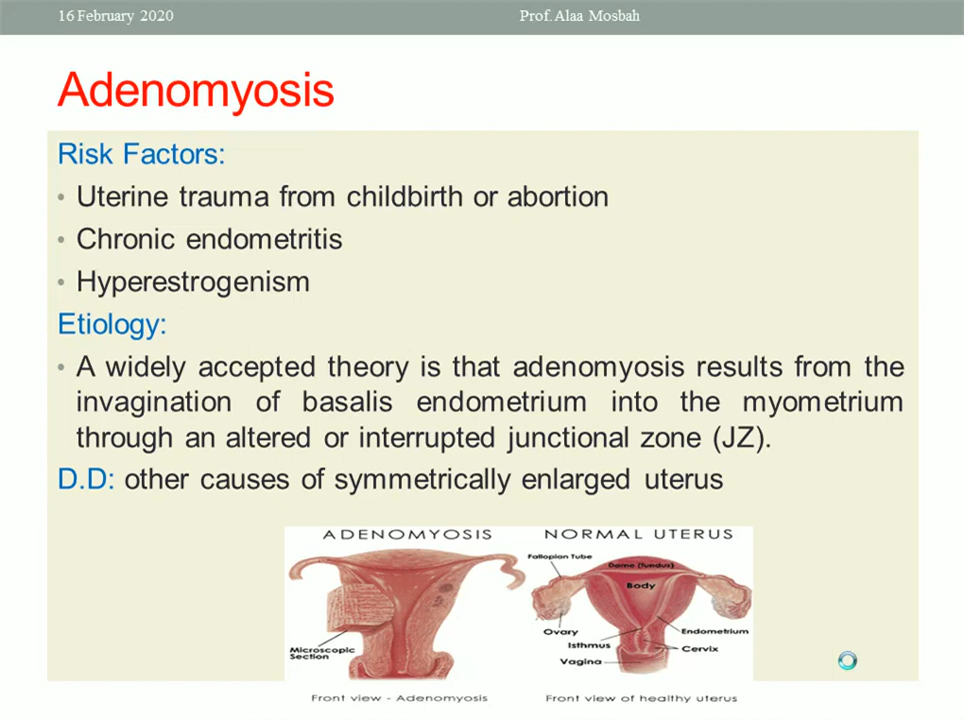 16 February 2020
Prof. Alaa Mosbah
Adenomyosis
Risk Factors:
• Uterine trauma from childbirth or abortion
• Chronic endometritis
• Hyperestrogenism
Etiology:
• A widely accepted theory is that adenomyosis results from the
invagination of basalis endometrium into the myometrium
through an altered or interrupted junctional zone (JZ).
D.D: other causes of symmetrically enlarged uterus
ADENOMYOSIS
Microscopic
Section
Front view - Adenomyosis
NORMAL UTERUS
Fallopian Tube
Dome (fundus)
Body
Ovary
Endometrium
Isthmus
Cervix
Vagina
Front view of healthy uterus